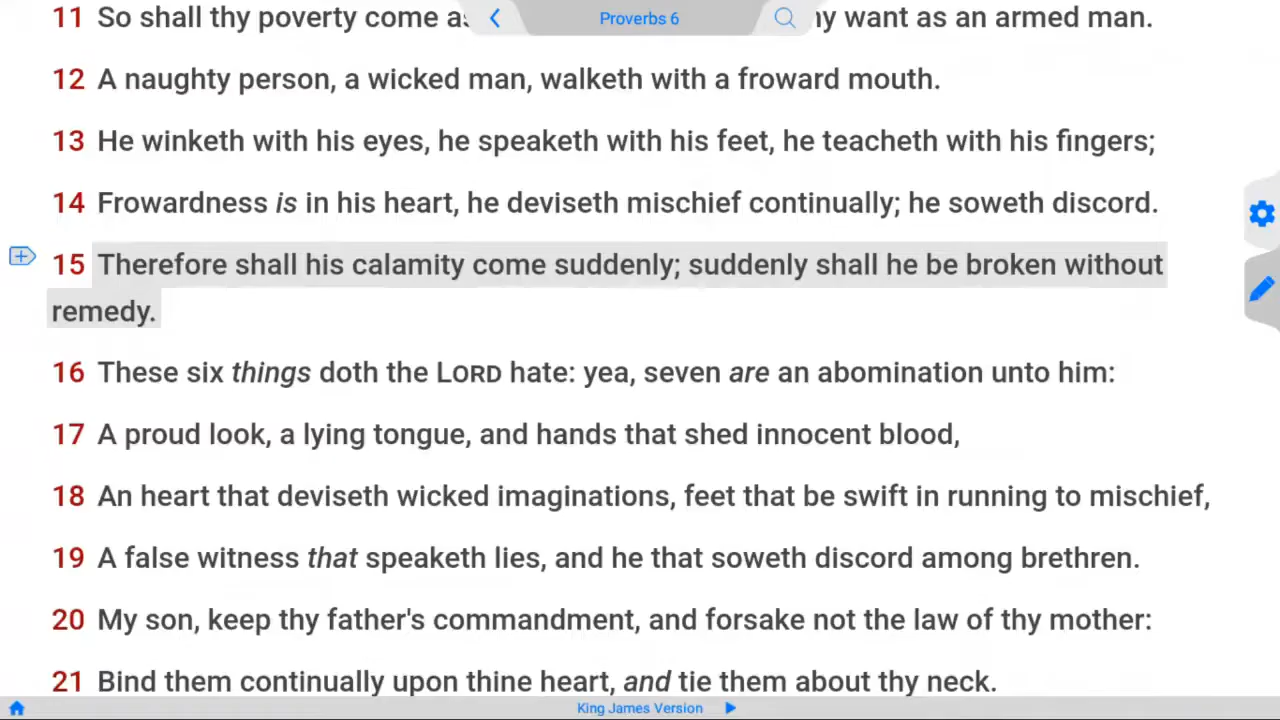 11 So shall thy poverty come as
Proverbs 6
want as an armed man.
12 A naughty person, a wicked man, walketh with a froward mouth.
13 He winketh with his eyes, he speaketh with his feet, he teacheth with his fingers;
14 Frowardness is in his heart, he deviseth mischief continually; he soweth discord.
15 Therefore shall his calamity come suddenly; suddenly shall he be broken without
remedy.
16 These six things doth the LORD hate: yea, seven are an abomination unto him:
17 A proud look, a lying tongue, and hands that shed innocent blood,
18 An heart that deviseth wicked imaginations, feet that be swift in running to mischief,
19 A false witness that speaketh lies, and he that soweth discord among brethren.
20 My son, keep thy father's commandment, and forsake not the law of thy mother:
21 Bind them continually upon thine heart, and tie them about thy neck.
King James Version